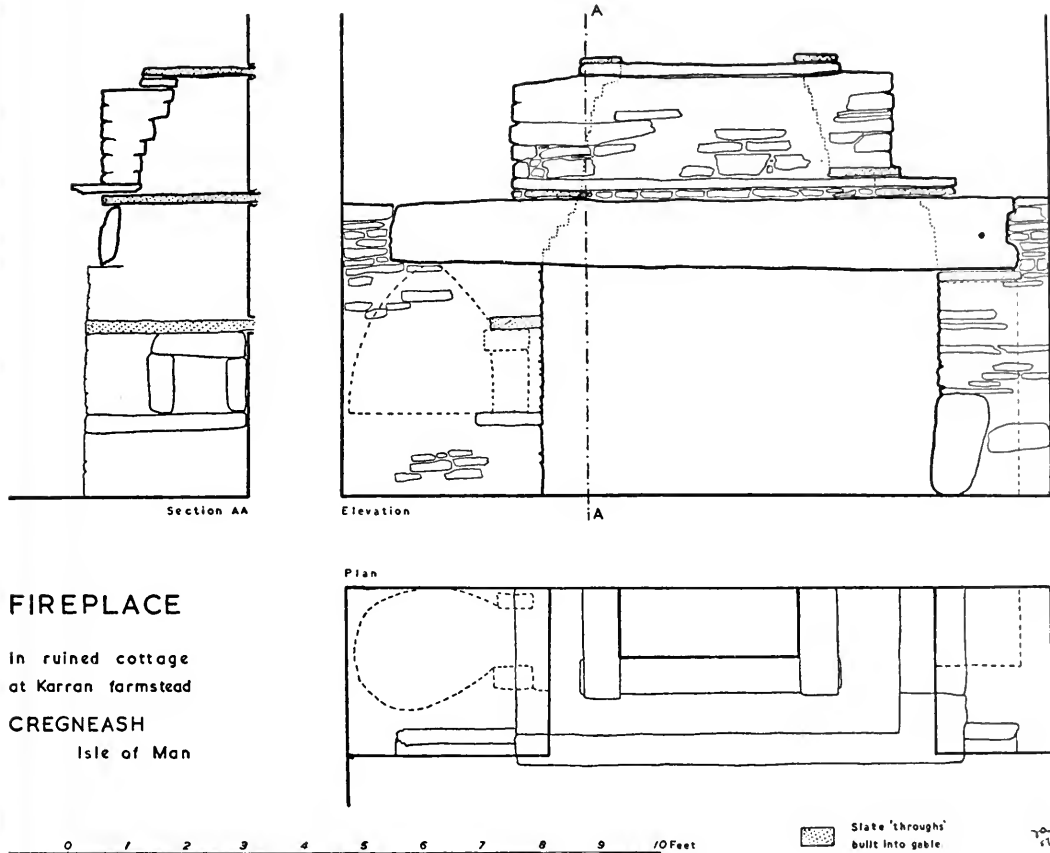 A
Section AA
Elevation
A
Plan
FIREPLACE
in ruined cottage
at Karran farmstead
CREGNEASH
Isle of Man
0 1 2 3 4 5 6 7 8 9 10 Feet
Slate 'throughs'
built into gable